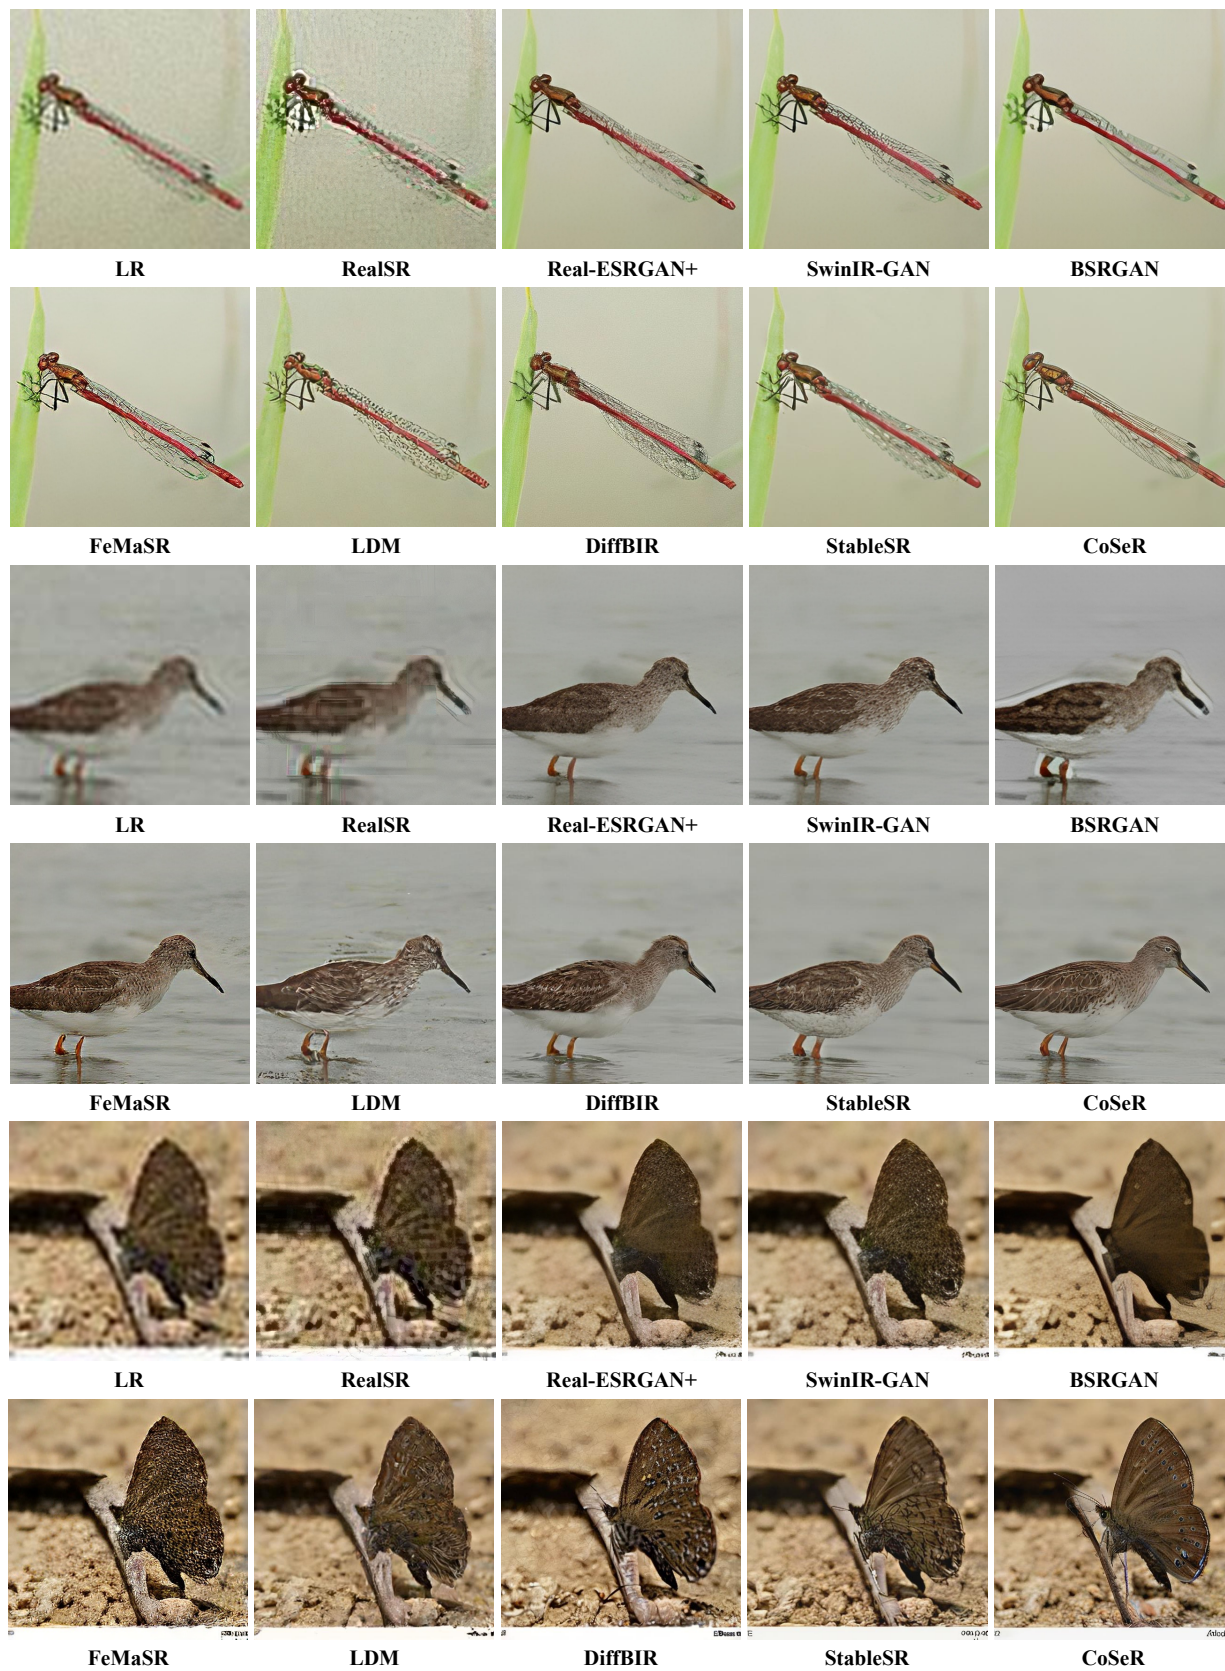 LR RealSR Real-ESRGAN+ SwinIR-GAN BSRGAN
FeMaSR LDM DiffBIR StableSR CoSeR
LR RealSR Real-ESRGAN+ SwinIR-GAN BSRGAN
FeMaSR LDM DiffBIR StableSR CoSeR
LR RealSR Real-ESRGAN+ SwinIR-GAN BSRGAN
FeMaSR LDM DiffBIR StableSR CoSeR